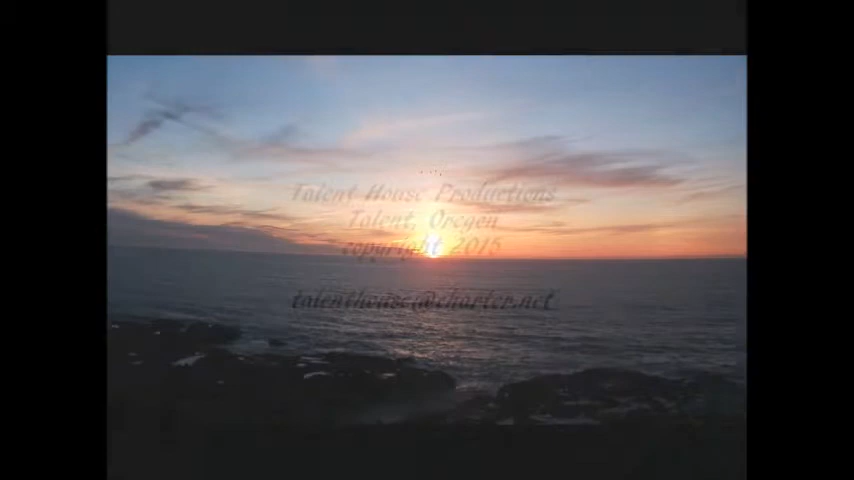 Talent House Productions
Talent, Oregon
copyright 2015
talenthouse@charter.net